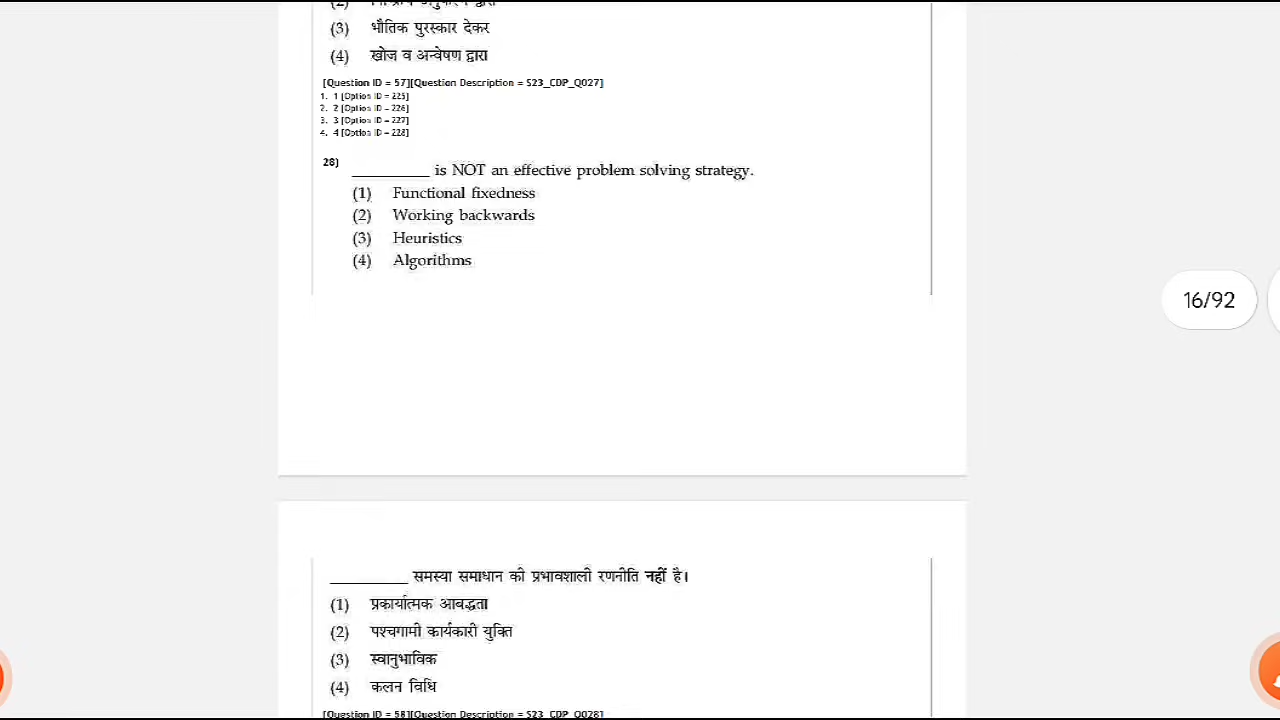 (3) भौतिक पुरस्कार देकर
(4) खोज व अन्वेषण द्वारा
[Question ID = 57][Question Description = S23_CDP_Q027]
1. 1 [Option ID = 225]
2. 2 [Option ID = 226]
3. 3 [Option ID = 227]
4. 4 [Option ID = 228]
28)
__________ is NOT an effective problem solving strategy.
(1) Functional fixedness
(2) Working backwards
(3) Heuristics
(4) Algorithms
16/92
__________ समस्या समाधान की प्रभावशाली रणनीति नहीं है।
(1) प्रकार्यात्मक आबद्धता
(2) पश्चगामी कार्यकारी युक्ति
(3) स्वानुभाविक
(4) कलन विधि
[Question ID = 58][Question Description = S23_CDP_Q028]